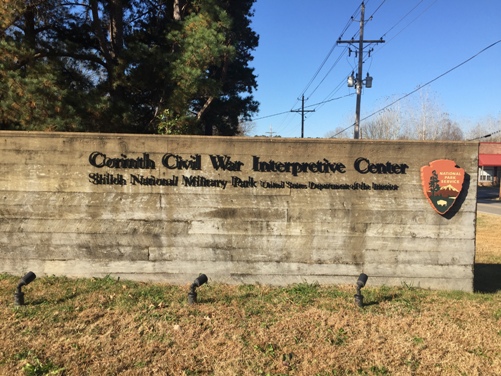 Corinth Civil War Interpretive Center
Shiloh National Military Park United States Department of the Interior
NATIONAL
PARK
SERVICE